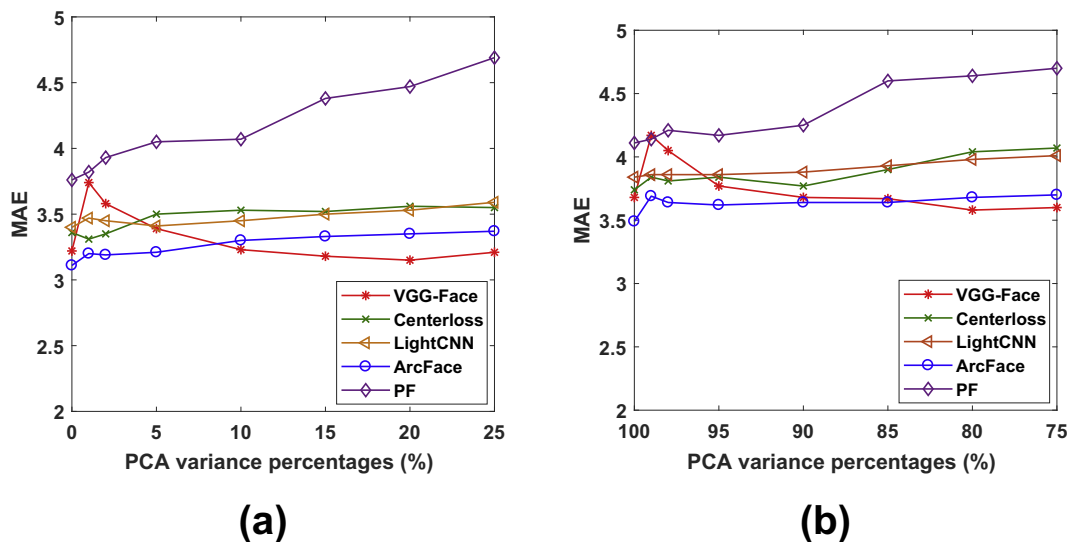 5
4.5
4
3.5
3
2.5
2
MAE
VGG-Face
Centerloss
LightCNN
ArcFace
PF
0 5 10 15 20 25
PCA variance percentages (%)
(a)
5
4.5
4
3.5
3
2.5
2
MAE
VGG-Face
Centerloss
LightCNN
ArcFace
PF
100 95 90 85 80 75
PCA variance percentages (%)
(b)